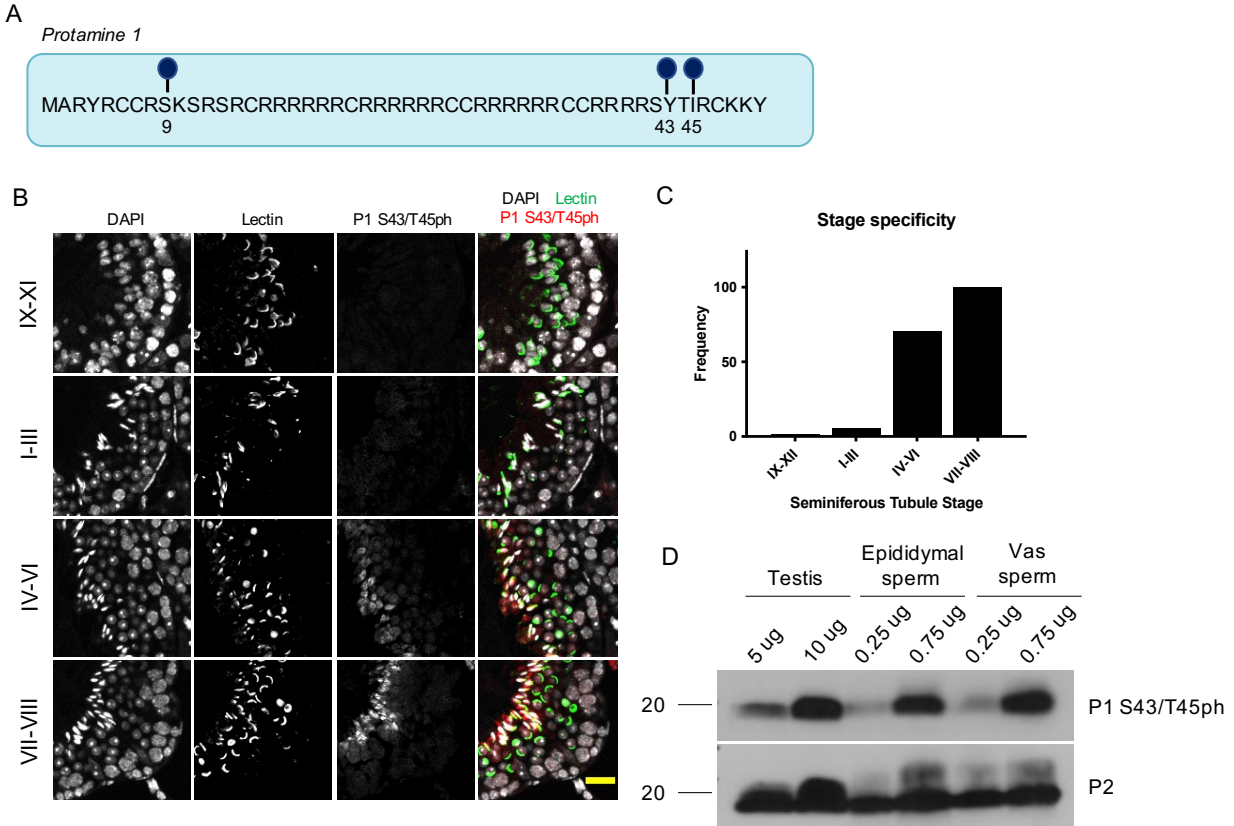 A
Protamine 1
MARYRCCRSKSRSRCRRRRRRCRRRRRRCCRRRRRRCCRRRRSYTIRCKKY
9
43 45
B
DAPI Lectin P1 S43/T45ph
DAPI Lectin
P1 S43/T45ph
IX-XI
I-III
IV-VI
VII-VIII
C
Stage specificity
Frequency
100
50
0
IX-XII I-III IV-VI VII-VIII
Seminiferous Tubule Stage
D
Testis
Epididymal
sperm
Vas
sperm
5 ug 10 ug 0.25 ug 0.75 ug 0.25 ug 0.75 ug
20
P1 S43/T45ph
20
P2